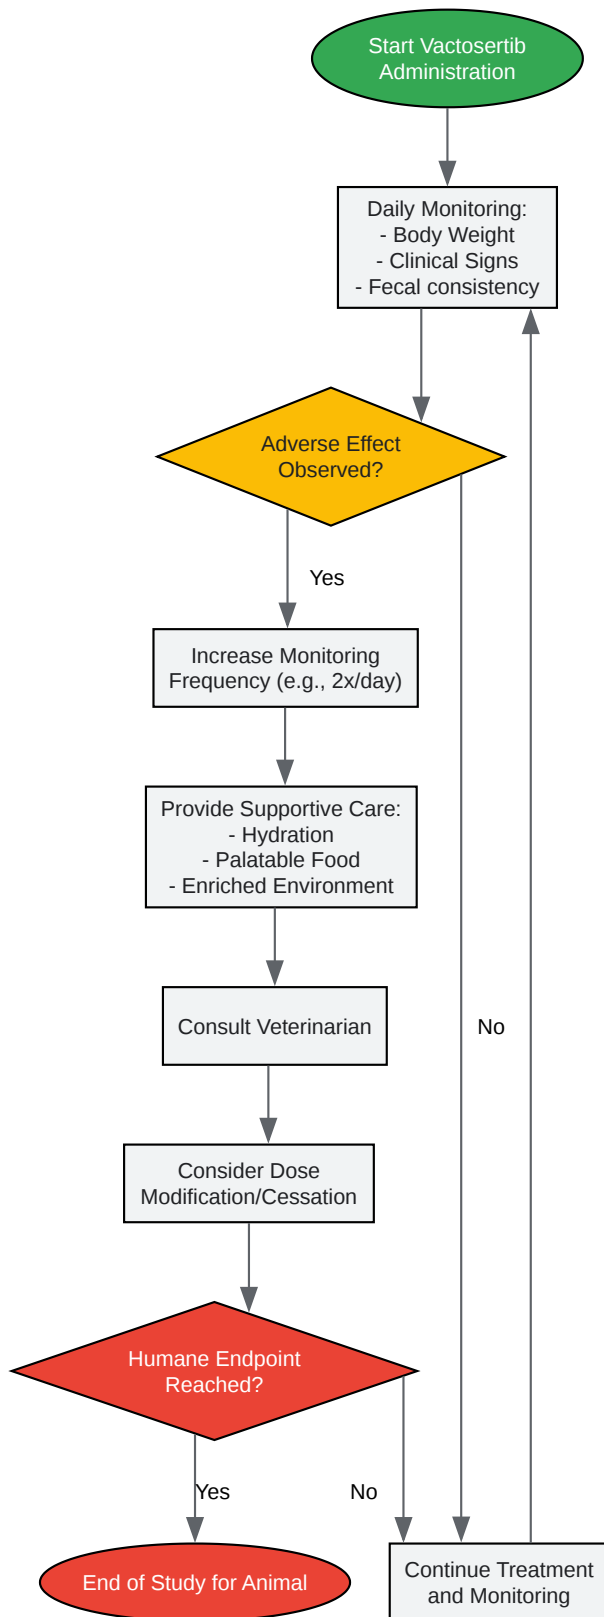 Start Vactosertib
Administration
Daily Monitoring:
- Body Weight
- Clinical Signs
- Fecal consistency
Adverse Effect
Observed?
Yes
Increase Monitoring
Frequency (e.g., 2x/day)
Provide Supportive Care:
- Hydration
- Palatable Food
- Enriched Environment
Consult Veterinarian
No
Consider Dose
Modification/Cessation
Humane Endpoint
Reached?
Yes
No
End of Study for Animal
Continue Treatment
and Monitoring